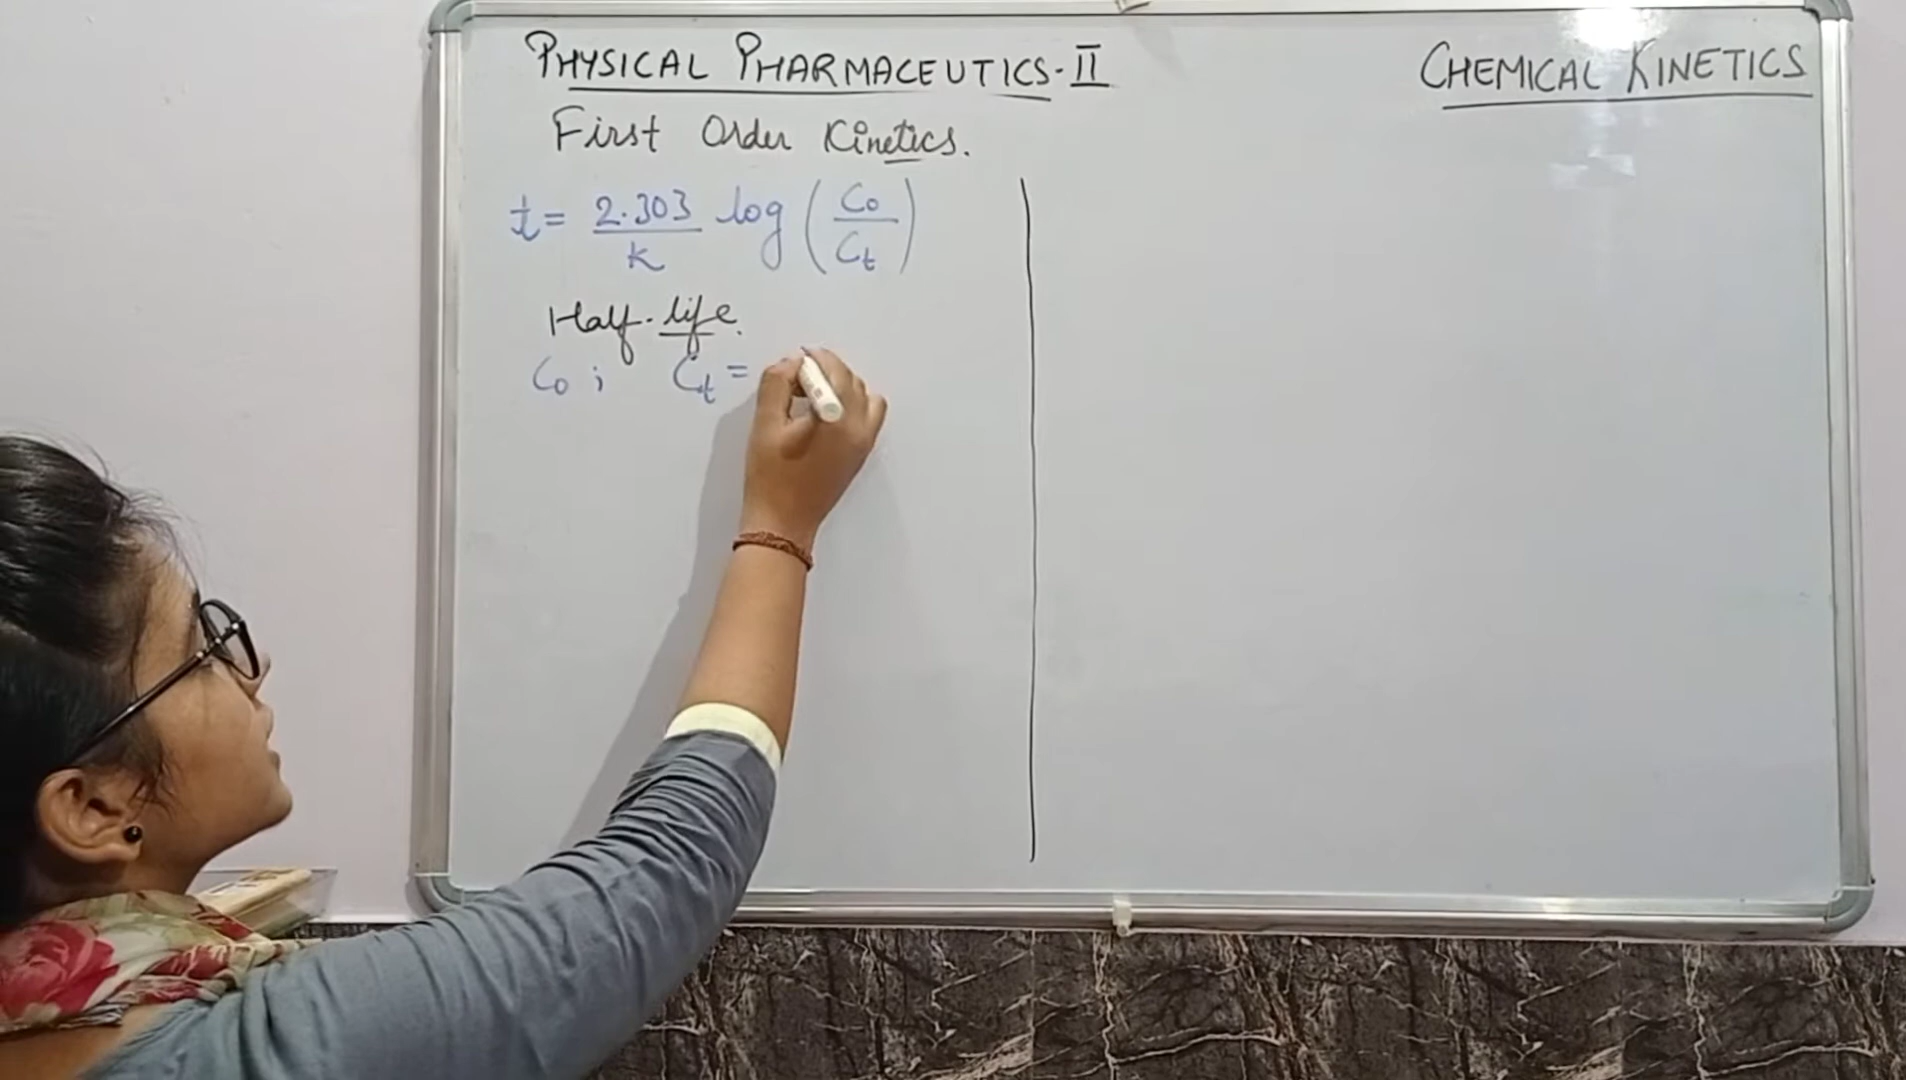 PHYSICAL PHARMACEUTICS-II
CHEMICAL KINETICS
First Order Kinetics.
t = 2.303/k log (C₀/Cₜ)
Half-life.
C₀ ; Cₜ =